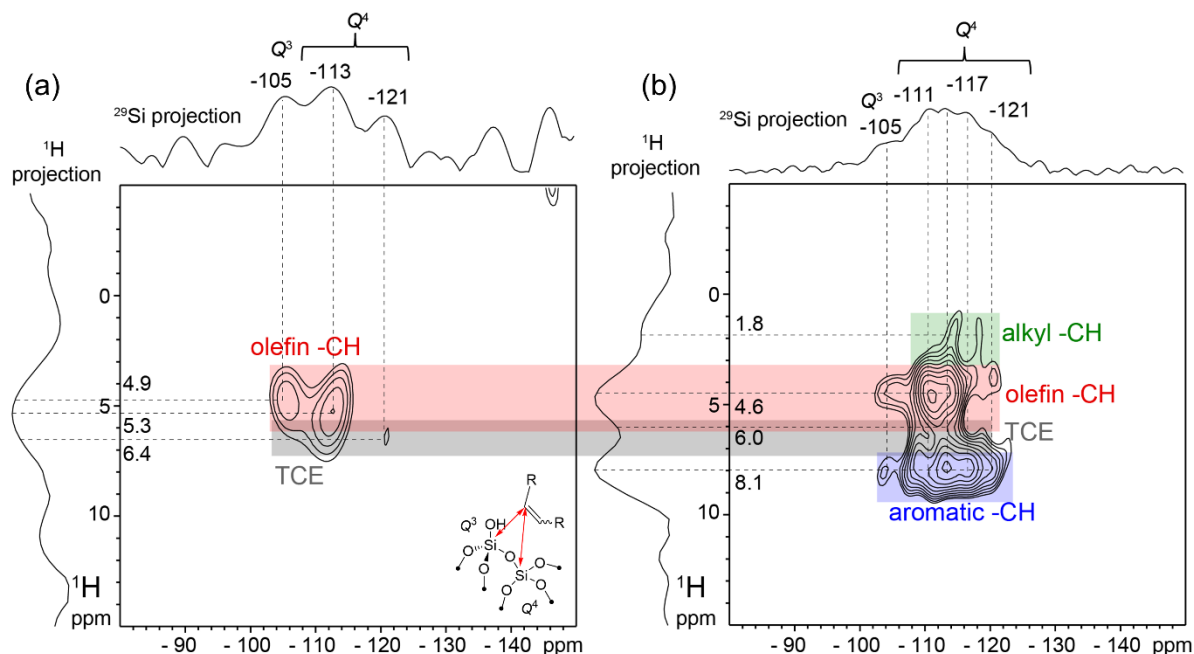 (a)
Q⁴
Q³
-105
-113
-121
²⁹Si projection
¹H
projection
0
5
10
4.9
5.3
6.4
olefin -CH
TCE
R
R
Q³
OH
Si
O
O
O
Si
O
O
O
Q⁴
¹H
ppm
- 90 - 100 - 110 - 120 - 130 - 140 ppm
(b)
Q⁴
Q³
-105
-111
-117
-121
²⁹Si projection
¹H
projection
0
5
10
1.8
4.6
6.0
8.1
alkyl -CH
olefin -CH
TCE
aromatic -CH
¹H
ppm
- 90 - 100 - 110 - 120 - 130 - 140 ppm